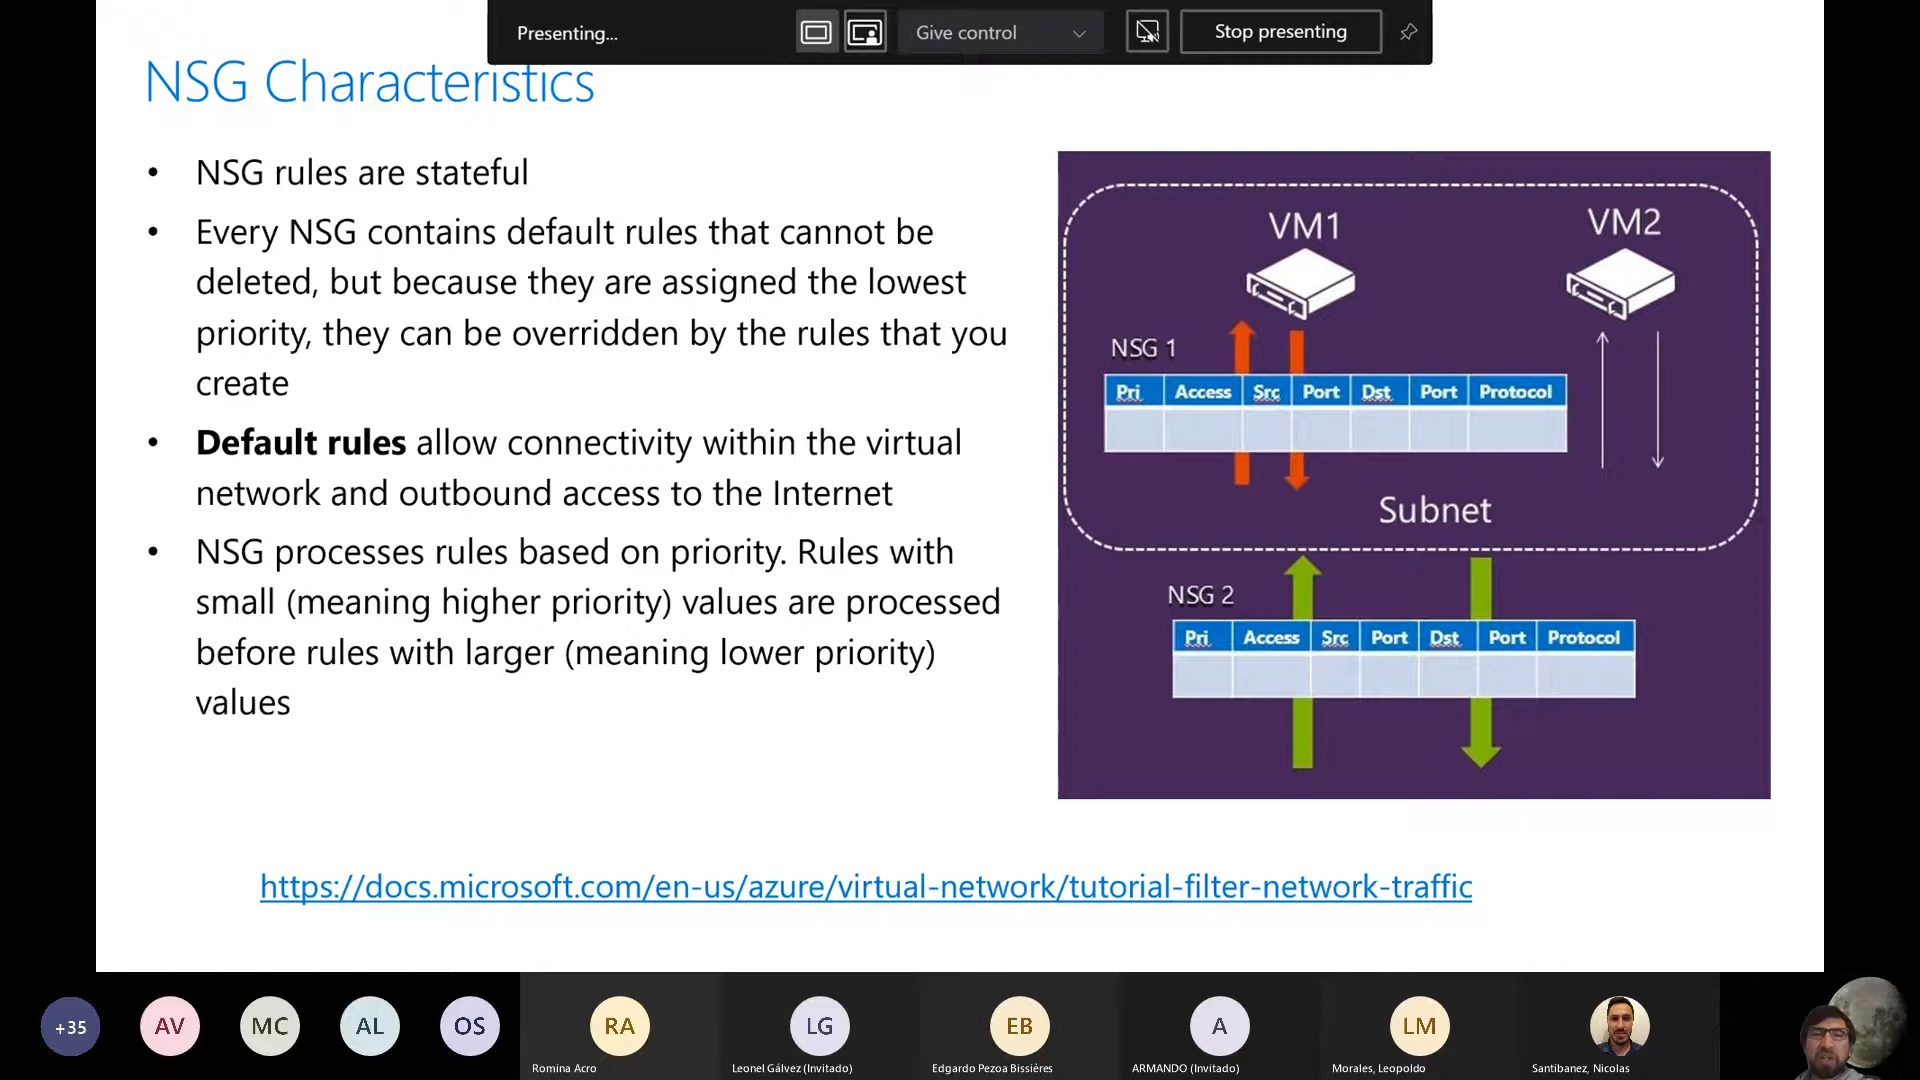 Presenting...
Give control
Stop presenting
NSG Characteristics
• NSG rules are stateful
• Every NSG contains default rules that cannot be
deleted, but because they are assigned the lowest
priority, they can be overridden by the rules that you
create
• Default rules allow connectivity within the virtual
network and outbound access to the Internet
• NSG processes rules based on priority. Rules with
small (meaning higher priority) values are processed
before rules with larger (meaning lower priority)
values
VM1
VM2
NSG 1
Pri Access Src Port Dst Port Protocol
Subnet
NSG 2
Pri Access Src Port Dst Port Protocol
https://docs.microsoft.com/en-us/azure/virtual-network/tutorial-filter-network-traffic
+35
AV
MC
AL
OS
RA
LG
EB
A
LM
Romina Acro
Leonel Gálvez (Invitado)
Edgardo Pezoa Bissiéres
ARMANDO (Invitado)
Morales, Leopoldo
Santibanez, Nicolas